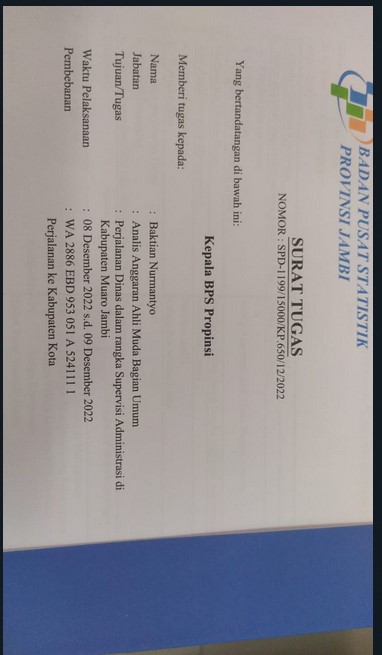 BADAN PUSAT STATISTIK
PROVINSI JAMBI
SURAT TUGAS
NOMOR : SPD-1199/15000/KP.650/12/2022
Yang bertandatangan di bawah ini:
Kepala BPS Propinsi
Memberi tugas kepada:
Nama : Baktian Nurmantyo
Jabatan : Analis Anggaran Ahli Muda Bagian Umum
Tujuan/Tugas : Perjalanan Dinas dalam rangka Supervisi Administrasi di
Kabupaten Muaro Jambi
Waktu Pelaksanaan : 08 Desember 2022 s.d. 09 Desember 2022
Pembebanan : WA 2886 EBD 953 051 A 524111 1
Perjalanan ke Kabupaten Kota